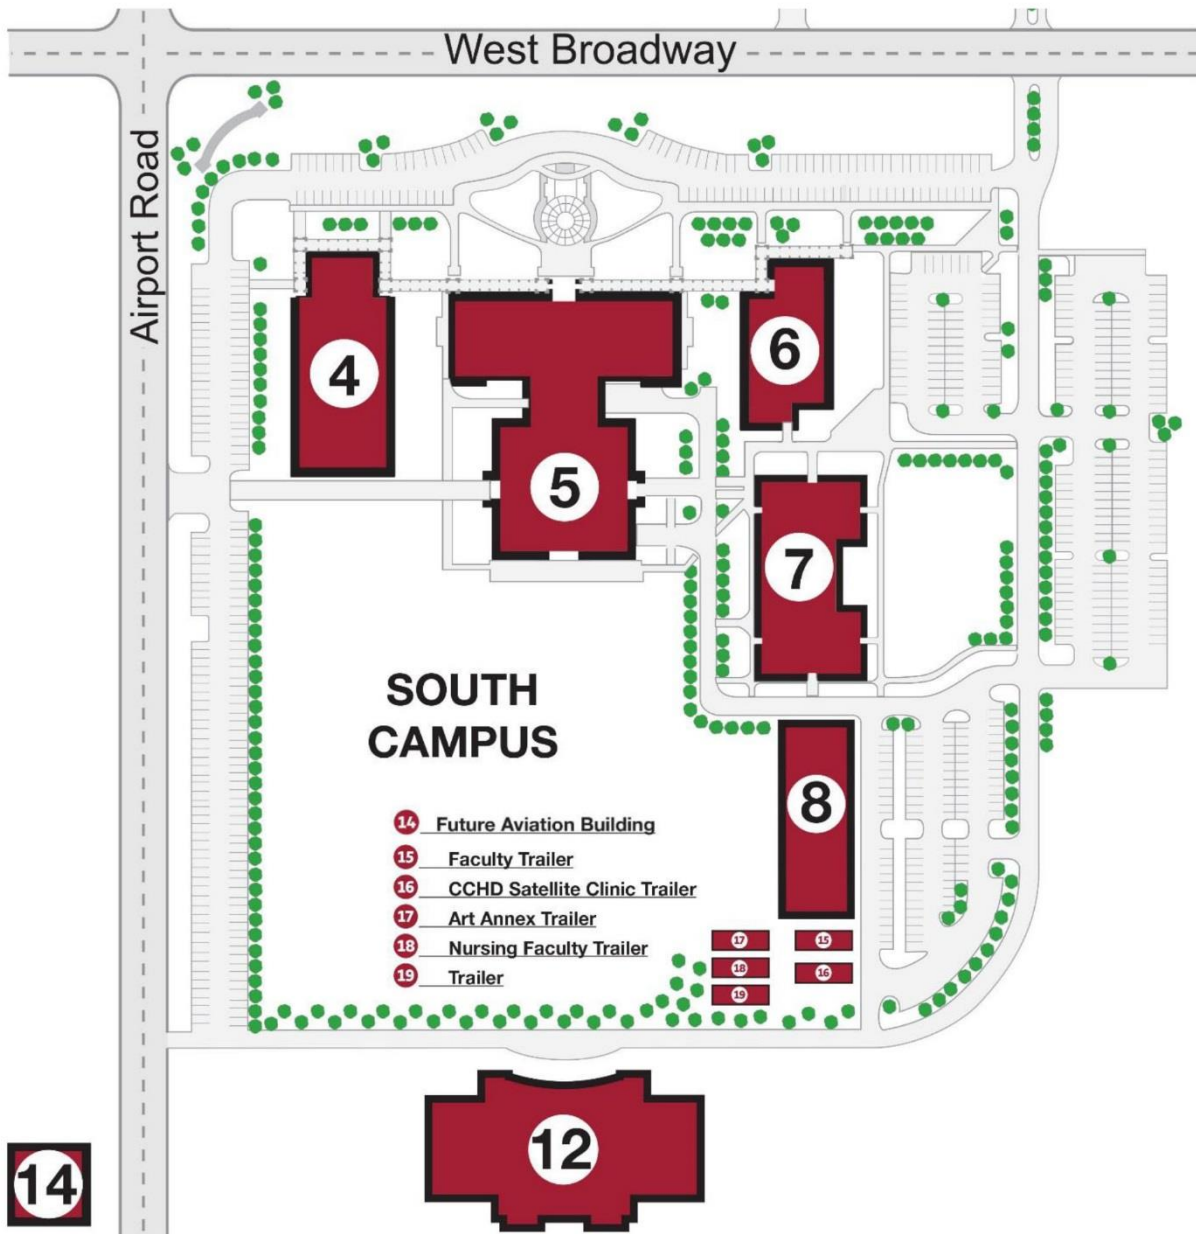 West Broadway
Airport Road
4
6
5
7
SOUTH
CAMPUS
8
14 Future Aviation Building
15 Faculty Trailer
16 CCHD Satellite Clinic Trailer
17 Art Annex Trailer
18 Nursing Faculty Trailer
19 Trailer
17
15
18
16
19
12
14